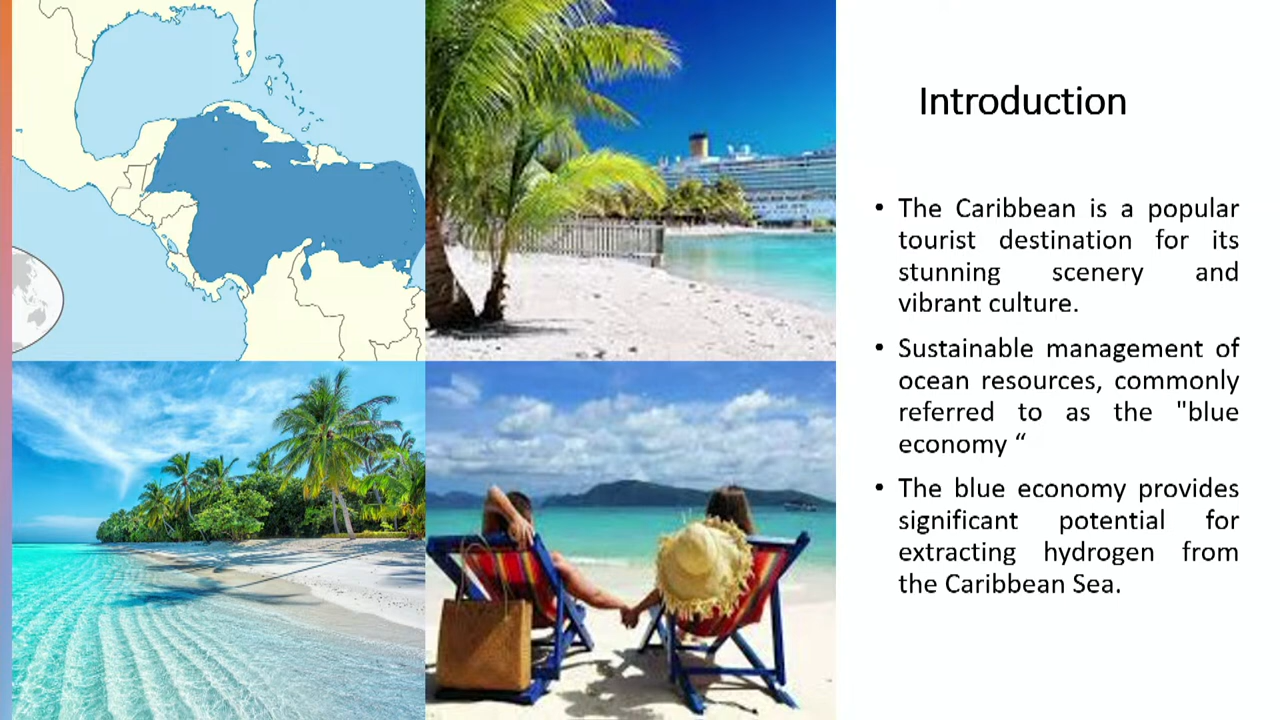 Introduction
• The Caribbean is a popular
tourist destination for its
stunning scenery and
vibrant culture.
• Sustainable management of
ocean resources, commonly
referred to as the "blue
economy “
• The blue economy provides
significant potential for
extracting hydrogen from
the Caribbean Sea.